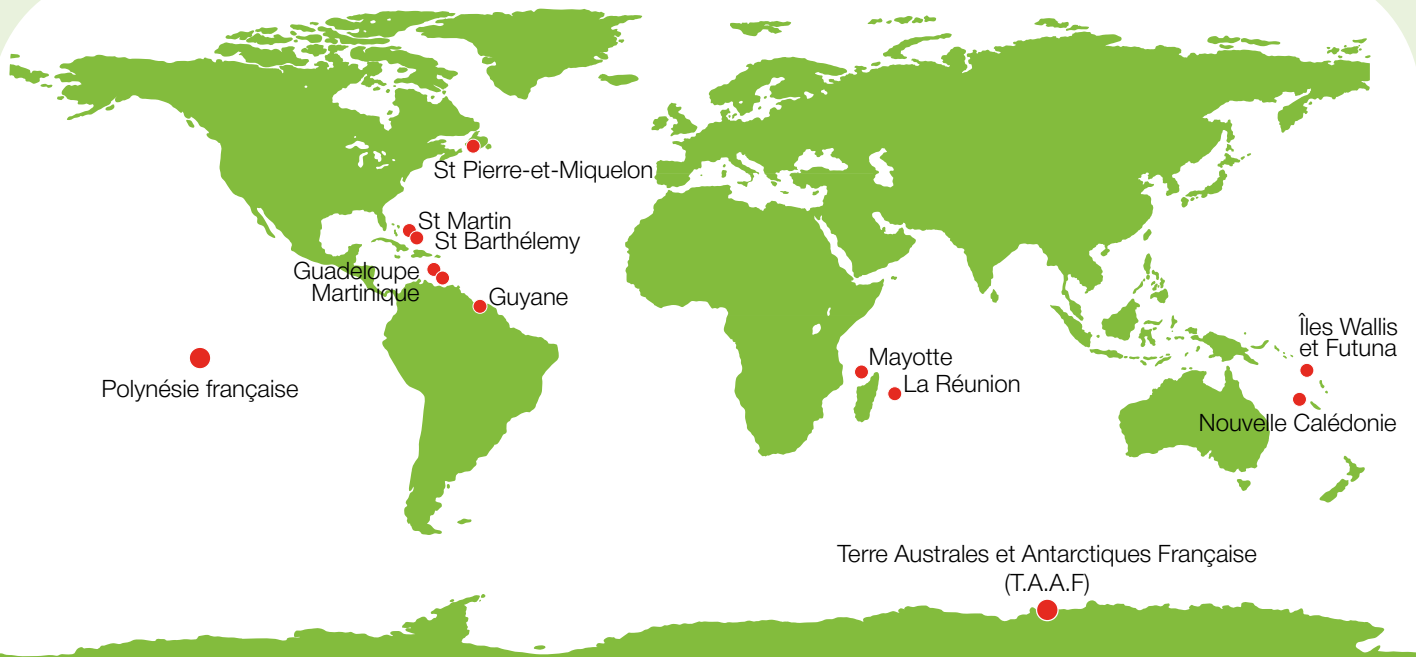 St Pierre-et-Miquelon
St Martin
St Barthélemy
Guadeloupe
Martinique
Guyane
Polynésie française
Mayotte
La Réunion
Îles Wallis
et Futuna
Nouvelle Calédonie
Terre Australes et Antarctiques Française
(T.A.A.F)